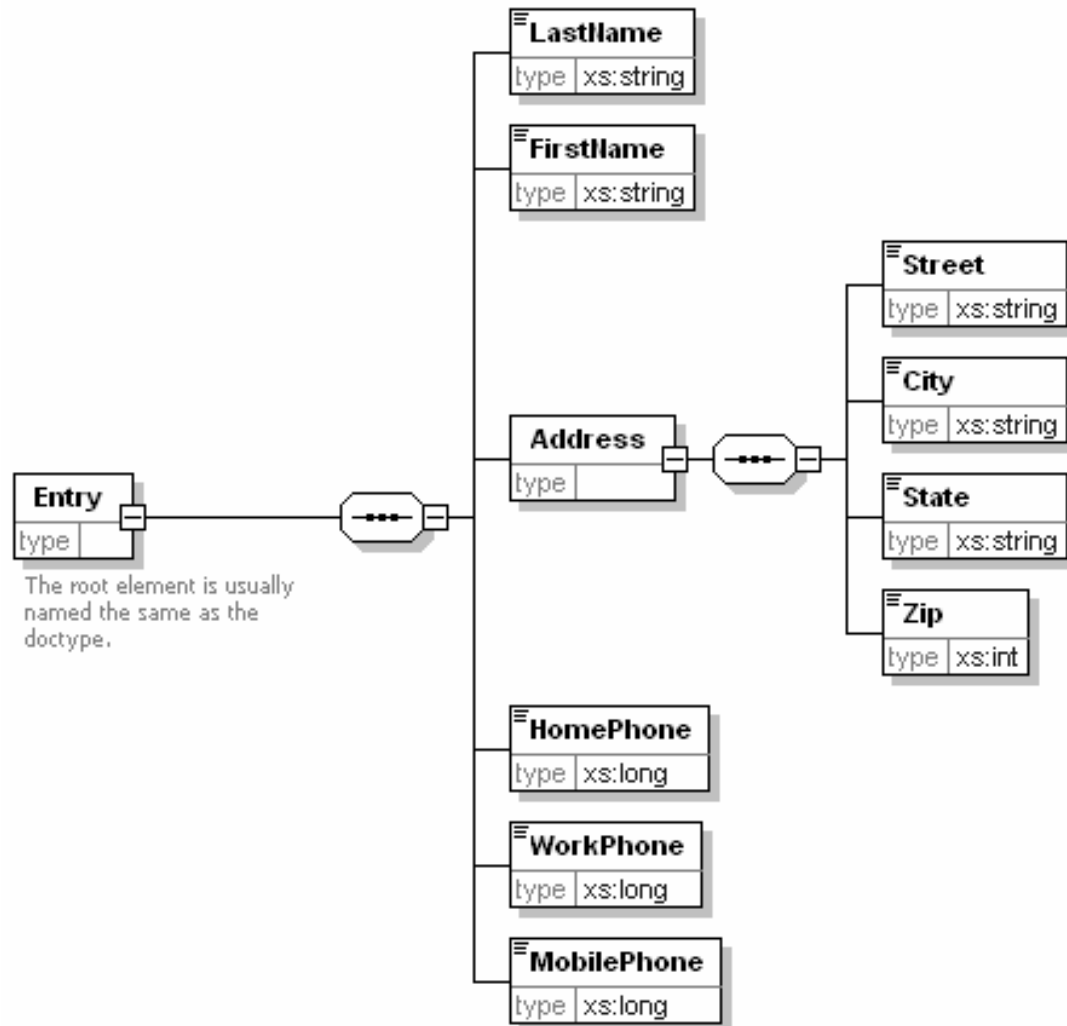 LastName
type xs:string
FirstName
type xs:string
Street
type xs:string
City
type xs:string
Address
type
State
type xs:string
Entry
type
The root element is usually
named the same as the
doctype.
Zip
type xs:int
HomePhone
type xs:long
WorkPhone
type xs:long
MobilePhone
type xs:long